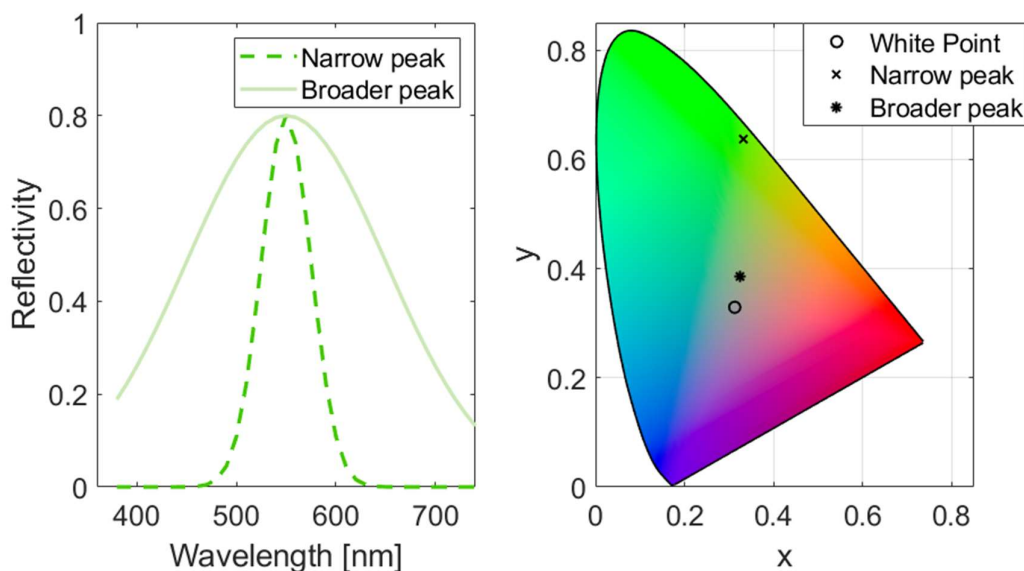 1
0.8
0.6
0.4
0.2
0
400
500
600
700
Reflectivity
Wavelength [nm]
Narrow peak
Broader peak
0.8
0.6
0.4
0.2
0
0
0.2
0.4
0.6
0.8
y
x
White Point
Narrow peak
Broader peak